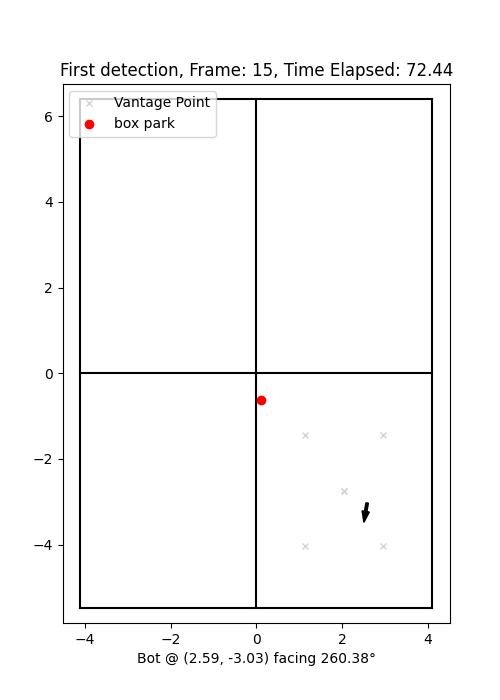 First detection, Frame: 15, Time Elapsed: 72.44
Vantage Point
box park
6
4
2
0
−2
−4
−4
−2
0
2
4
Bot @ (2.59, -3.03) facing 260.38°